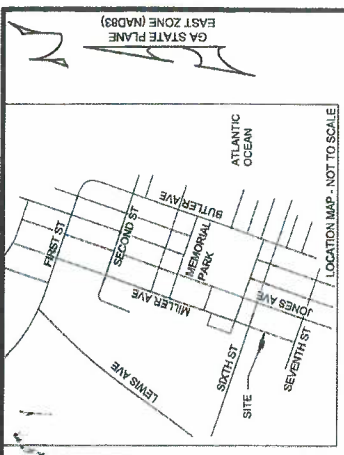 GA STATE PLANE
EAST ZONE (NAD83)
FIRST ST
SECOND ST
BUTLER AVE
ATLANTIC
OCEAN
MEMORIAL
PARK
MILLER AVE
LEWIS AVE
SIXTH ST
JONES AVE
SITE
SEVENTH ST
LOCATION MAP - NOT TO SCALE